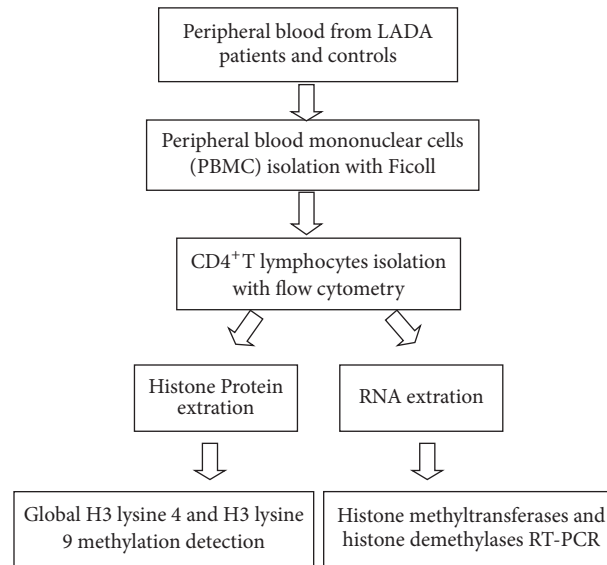 Peripheral blood from LADA
patients and controls
Peripheral blood mononuclear cells
(PBMC) isolation with Ficoll
CD4⁺T lymphocytes isolation
with flow cytometry
Histone Protein
extration
RNA extration
Global H3 lysine 4 and H3 lysine
9 methylation detection
Histone methyltransferases and
histone demethylases RT-PCR